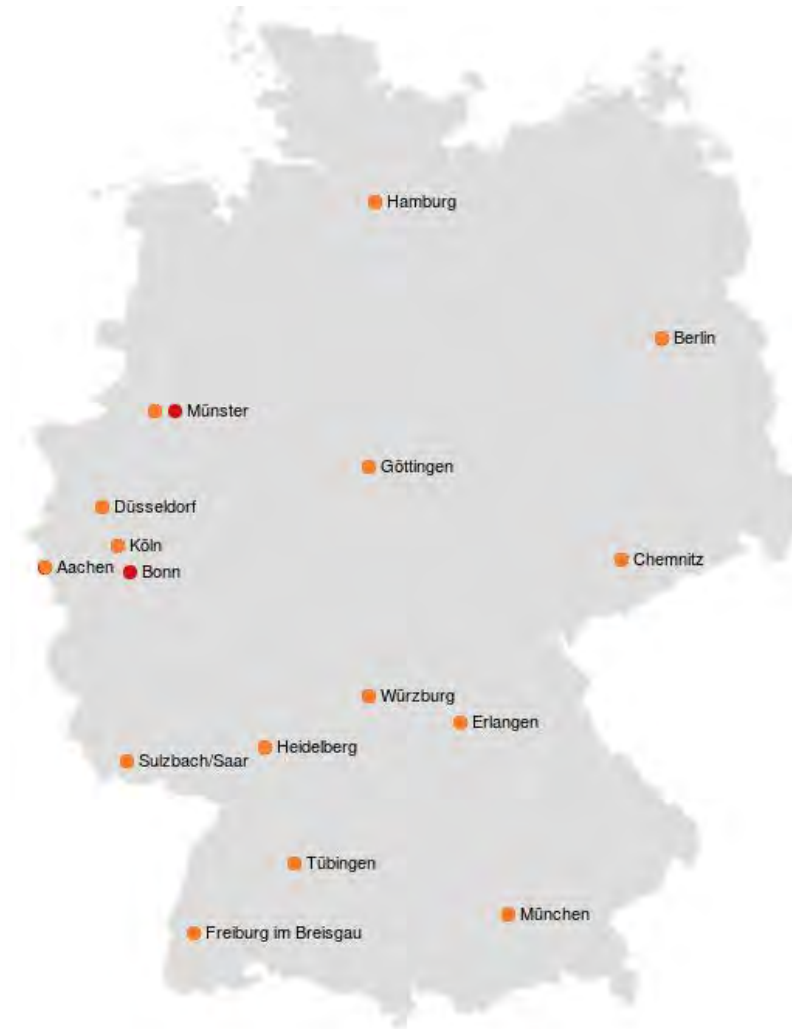 Hamburg
Berlin
Münster
Göttingen
Düsseldorf
Köln
Aachen
Bonn
Chemnitz
Würzburg
Erlangen
Heidelberg
Sulzbach/Saar
Tübingen
München
Freiburg im Breisgau